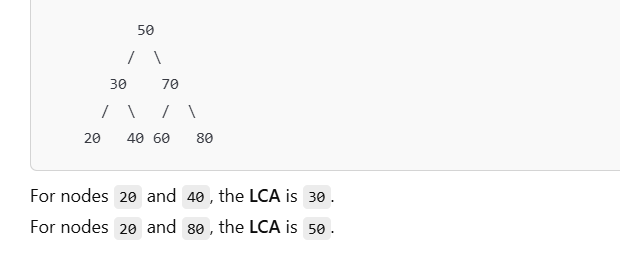 50
/ \
30 70
/ \ / \
20 40 60 80
For nodes 20 and 40, the LCA is 30.
For nodes 20 and 80, the LCA is 50.